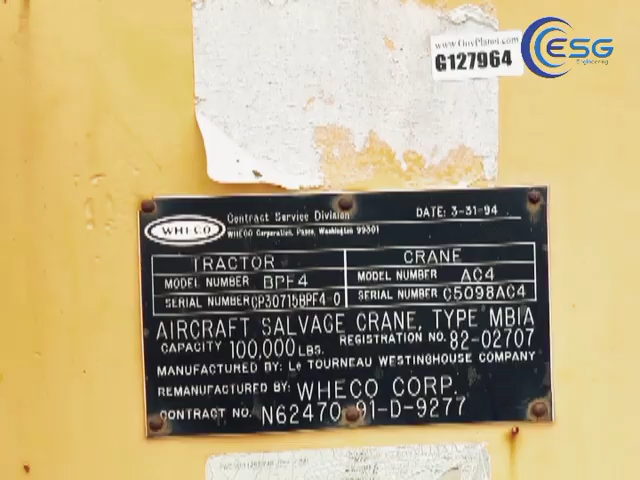 www.GovPlanet.com
G127964
ESG
Engineering
WHECO
Contract Service Division
DATE: 3-31-94
WHECO Corporation, Pasco, Washington 99301
TRACTOR
CRANE
MODEL NUMBER BPF4
MODEL NUMBER AC4
SERIAL NUMBER CP30715BPF4-0
SERIAL NUMBER C5098AC4
AIRCRAFT SALVAGE CRANE, TYPE MB1A
CAPACITY 100,000 LBS. REGISTRATION NO. 82-02707
MANUFACTURED BY: Le TOURNEAU WESTINGHOUSE COMPANY
REMANUFACTURED BY: WHECO CORP.
CONTRACT NO. N62470-91-D-9277